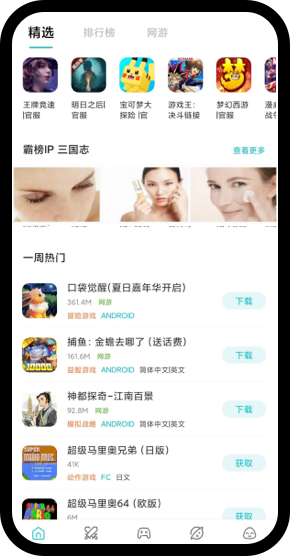 精选 排行榜 网游
王牌竞速 明日之后| 宝可梦大 游戏王： 梦幻西游 漫威
|官服 官服 探险 |官 决斗链接 |官服 战争
霸榜IP 三国志 查看更多
一周热门
口袋觉醒(夏日嘉年华开启)
361.4M 网游 下载
冒险游戏 ANDROID
捕鱼: 金蟾去哪了 (送话费)
161.6M 网游 下载
益智游戏 ANDROID 简体中文|英文
10000
神都探奇-江南百景
92.8M 网游 下载
模拟战略 ANDROID 简体中文|英文
超级马里奥兄弟 (日版)
SUPER
41K 获取
动作游戏 FC 日文
超级马里奥64 (欧版)
6M 获取